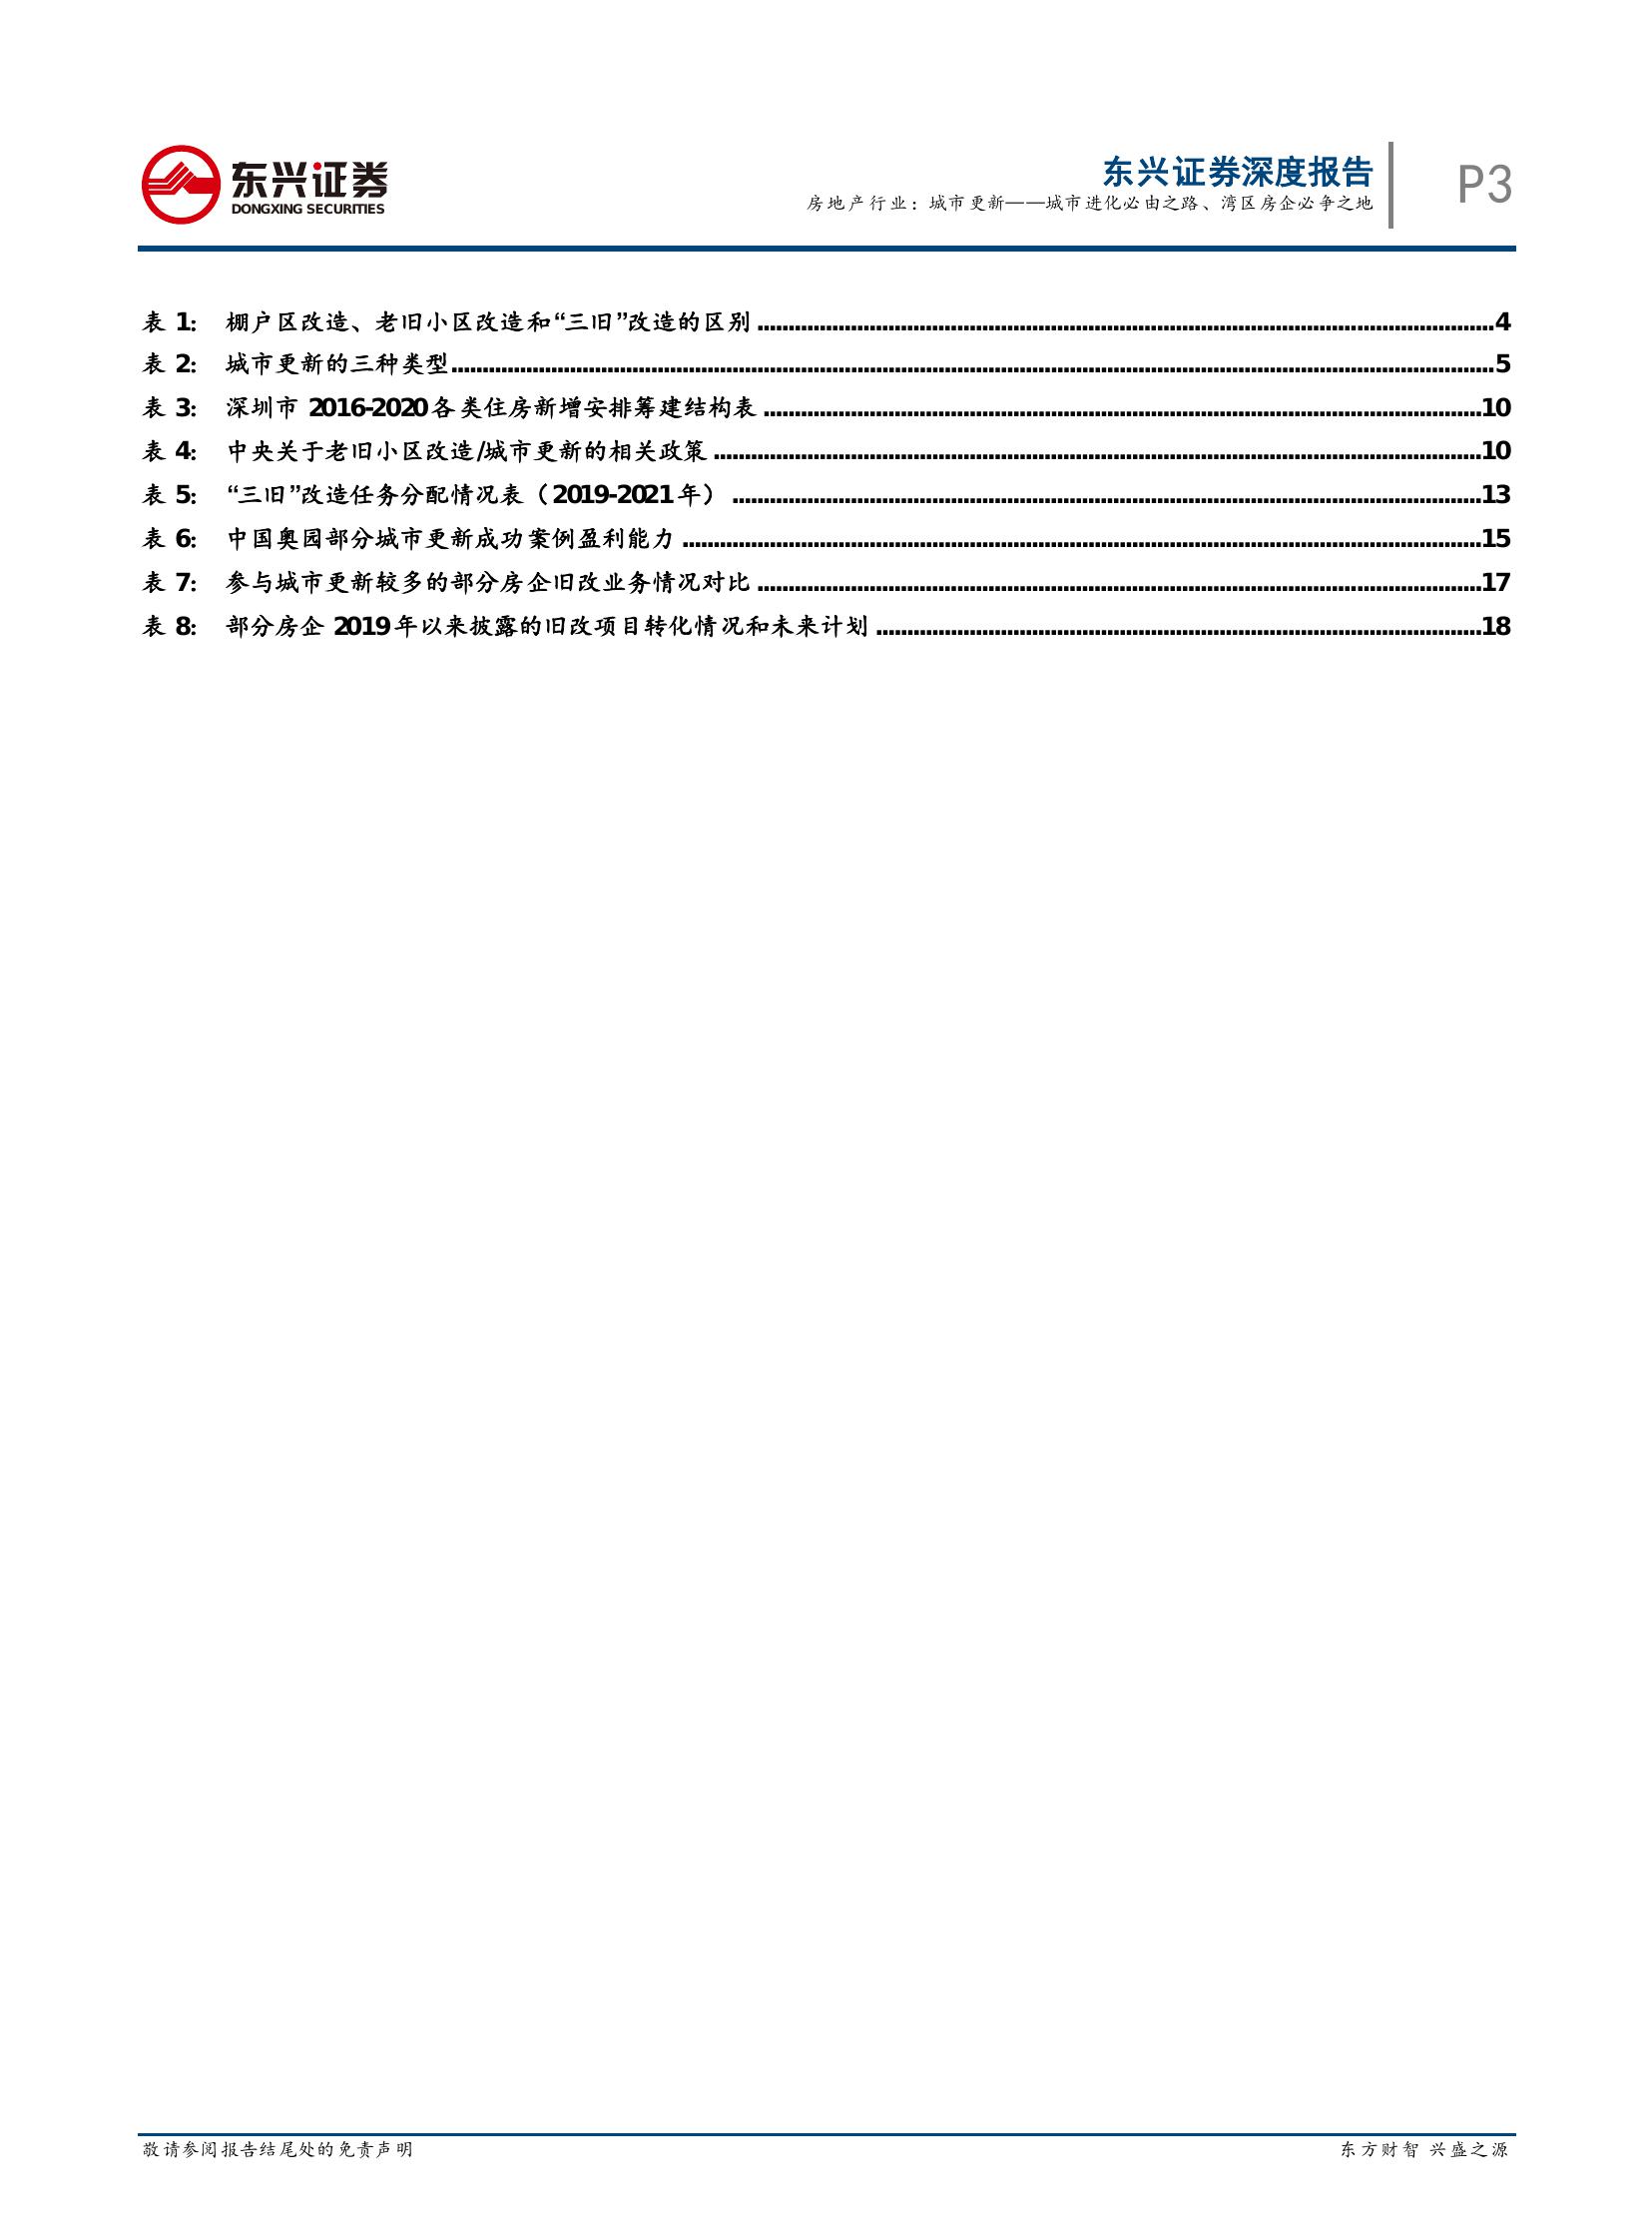 东兴证券
DONGXING SECURITIES
东兴证券深度报告
房地产行业：城市更新——城市进化必由之路、湾区房企必争之地
P3
表 1： 棚户区改造、老旧小区改造和“三旧”改造的区别 ........ 4
表 2： 城市更新的三种类型 ........ 5
表 3： 深圳市 2016-2020 各类住房新增安排筹建结构表 ........ 10
表 4： 中央关于老旧小区改造/城市更新的相关政策 ........ 10
表 5： “三旧”改造任务分配情况表（2019-2021 年） ........ 13
表 6： 中国奥园部分城市更新成功案例盈利能力 ........ 15
表 7： 参与城市更新较多的部分房企旧改业务情况对比 ........ 17
表 8： 部分房企 2019 年以来披露的旧改项目转化情况和未来计划 ........ 18
敬请参阅报告结尾处的免责声明
东方财智 兴盛之源